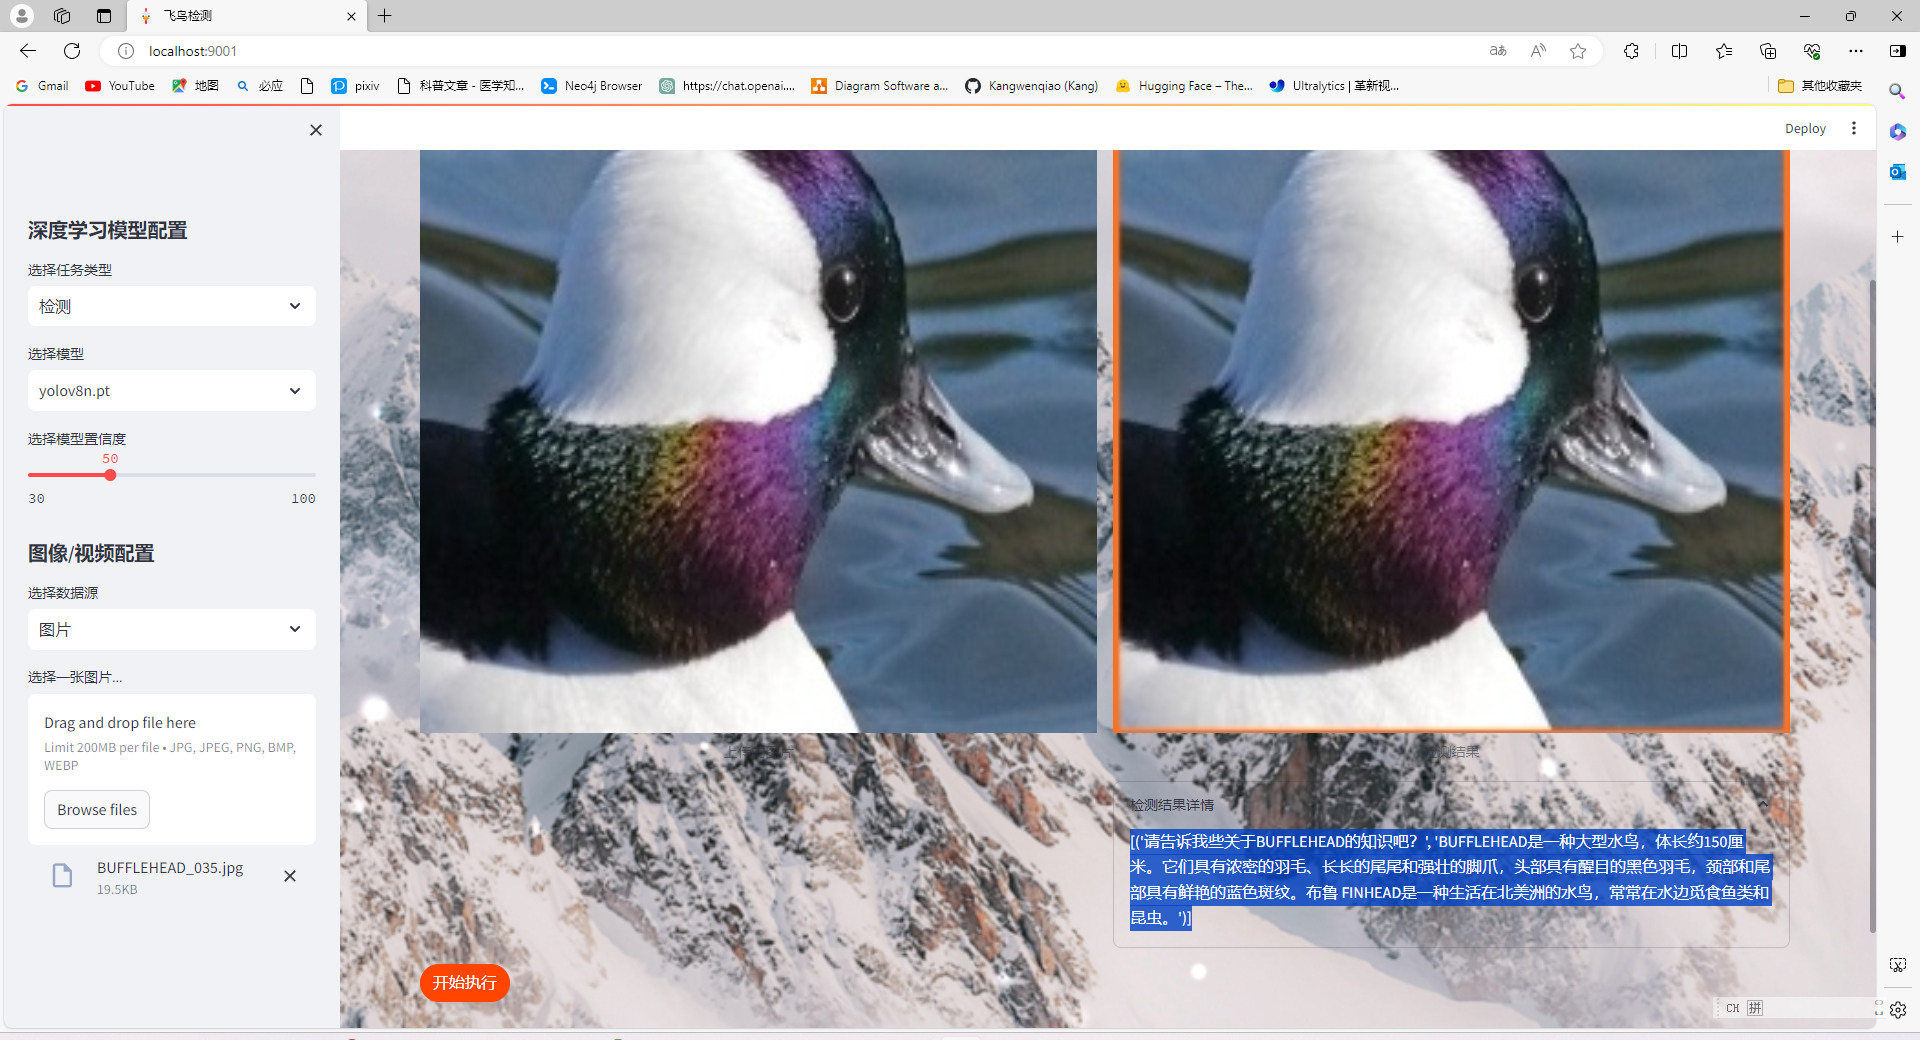 飞鸟检测
localhost:9001
Gmail
YouTube
地图
必应
pixiv
科普文章 - 医学知...
Neo4j Browser
https://chat.openai....
Diagram Software a...
Kangwenqiao (Kang)
Hugging Face – The...
Ultralytics | 革新视...
其他收藏夹
Deploy
深度学习模型配置
选择任务类型
检测
选择模型
yolov8n.pt
选择模型置信度
50
30
100
图像/视频配置
选择数据源
图片
选择一张图片...
Drag and drop file here
Limit 200MB per file • JPG, JPEG, PNG, BMP,
WEBP
Browse files
BUFFLEHEAD_035.jpg
19.5KB
检测结果详情
[('请告诉我些关于BUFFLEHEAD的知识吧？', 'BUFFLEHEAD是一种大型水鸟，体长约150厘
米。它们具有浓密的羽毛、长长的尾尾和强壮的脚爪，头部具有醒目的黑色羽毛，颈部和尾
部具有鲜艳的蓝色斑纹。布鲁 FINHEAD是一种生活在北美洲的水鸟，常常在水边觅食鱼类和
昆虫。')]
开始执行
CH 拼